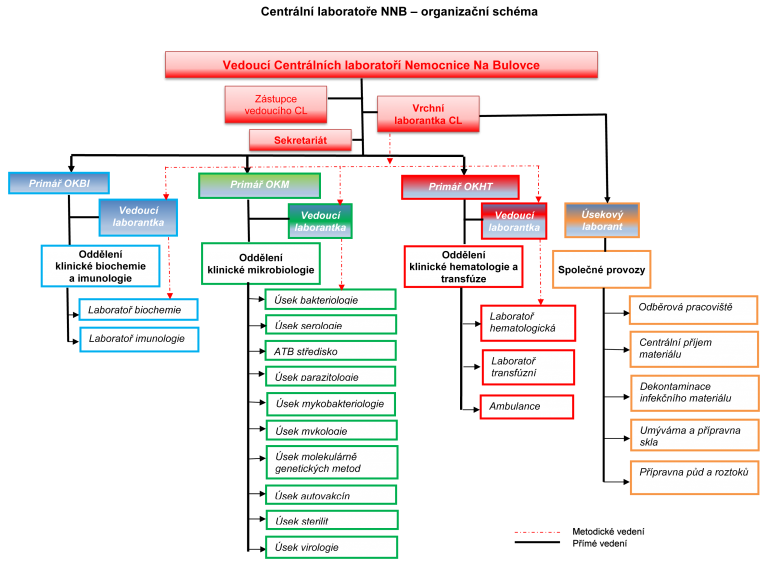 Centrální laboratoře NNB – organizační schéma
Vedoucí Centrálních laboratoří Nemocnice Na Bulovce
Zástupce
vedoucího CL
Vrchní
laborantka CL
Sekretariát
Primář OKBI
Primář OKM
Primář OKHT
Vedoucí
laborantka
Vedoucí
laborantka
Vedoucí
laborantka
Úsekový
laborant
Oddělení
klinické biochemie
a imunologie
Oddělení
klinické mikrobiologie
Oddělení
klinické hematologie a
transfúze
Společné provozy
Laboratoř biochemie
Laboratoř imunologie
Úsek bakteriologie
Úsek serologie
ATB středisko
Úsek parazitologie
Úsek mykobakteriologie
Úsek mykologie
Úsek molekulárně
genetických metod
Úsek autovakcín
Úsek sterilit
Úsek virologie
Laboratoř
hematologická
Laboratoř
transfúzní
Ambulance
Odběrová pracoviště
Centrální příjem
materiálu
Dekontaminace
infekčního materiálu
Umývárna a přípravna
skla
Přípravna půd a roztoků
Metodické vedení
Přímé vedení